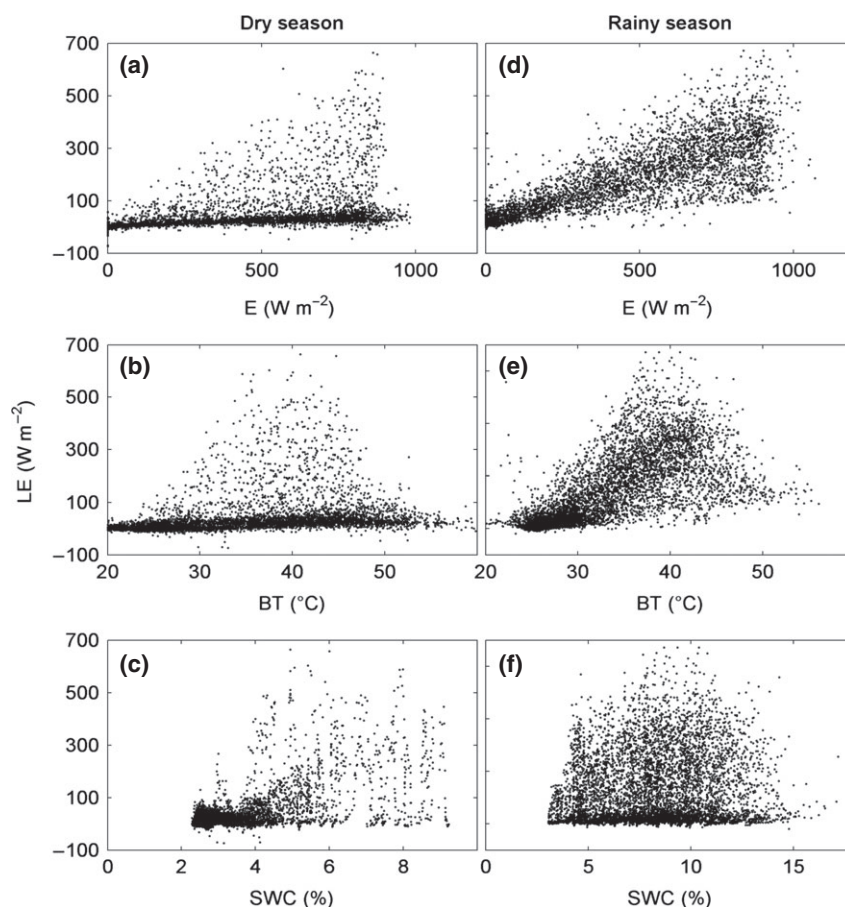 Dry season
Rainy season
(a)
(d)
700
500
300
100
–100
0
500
1000
0
500
1000
E (W m⁻²)
E (W m⁻²)
(b)
(e)
700
500
300
100
–100
LE (W m⁻²)
20
30
40
50
20
30
40
50
BT (°C)
BT (°C)
(c)
(f)
700
500
300
100
–100
0
2
4
6
8
0
5
10
15
SWC (%)
SWC (%)